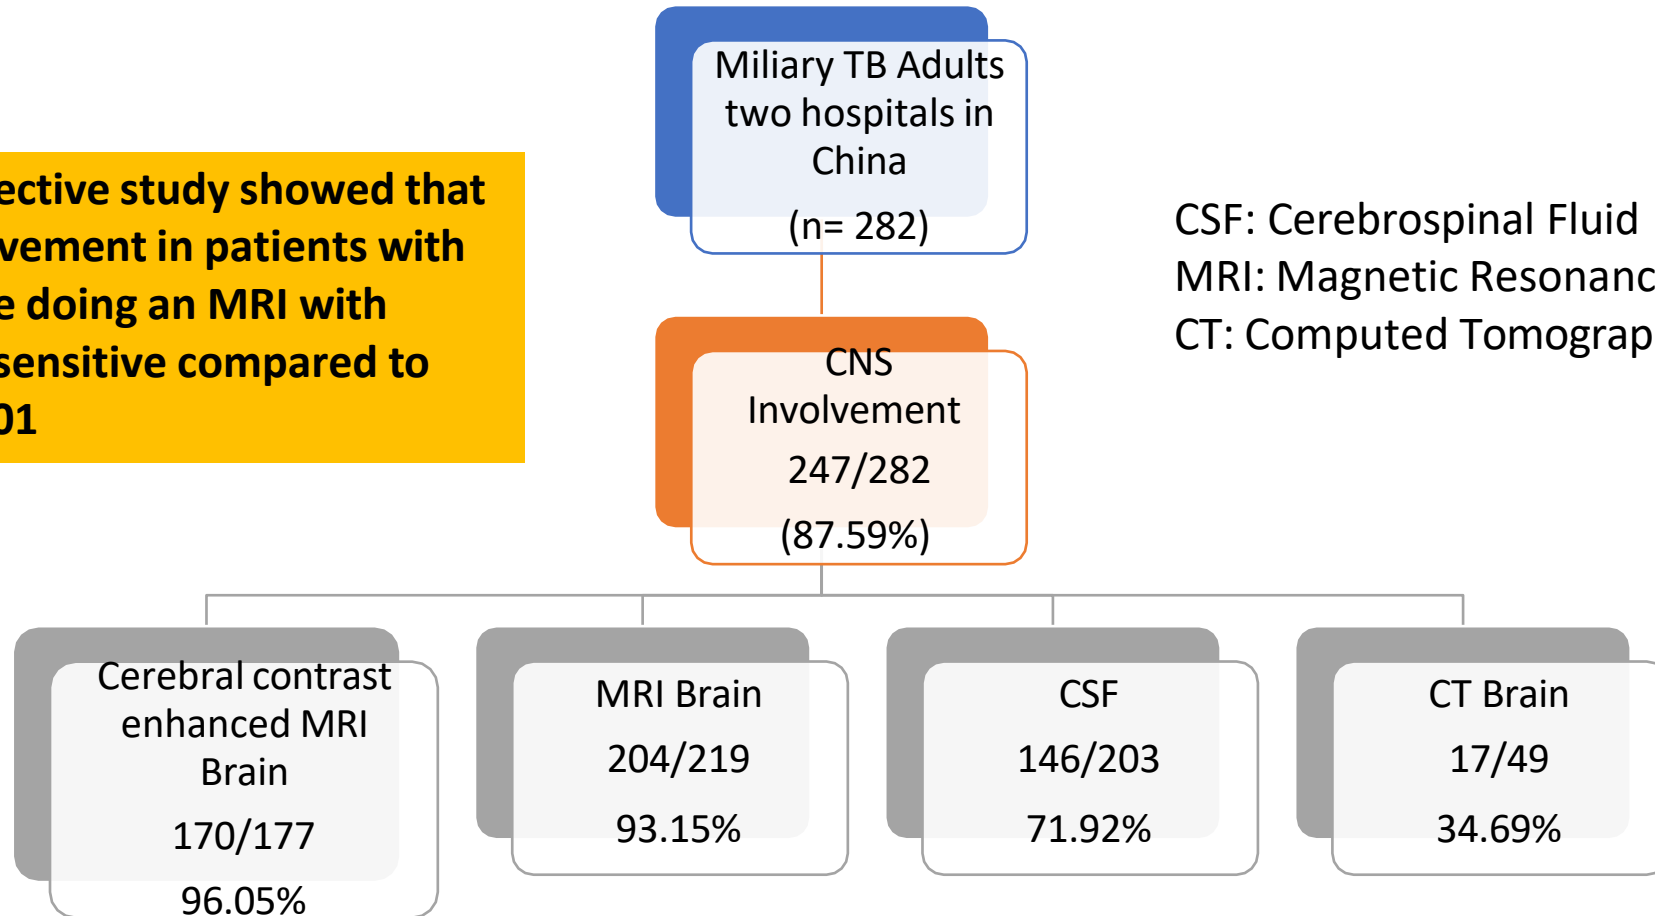 Miliary TB Adults
two hospitals in
China
(n= 282)
ective study showed that
vement in patients with
e doing an MRI with
sensitive compared to
01
CSF: Cerebrospinal Fluid
MRI: Magnetic Resonanc
CT: Computed Tomograp
CNS
Involvement
247/282
(87.59%)
Cerebral contrast
enhanced MRI
Brain
170/177
96.05%
MRI Brain
204/219
93.15%
CSF
146/203
71.92%
CT Brain
17/49
34.69%